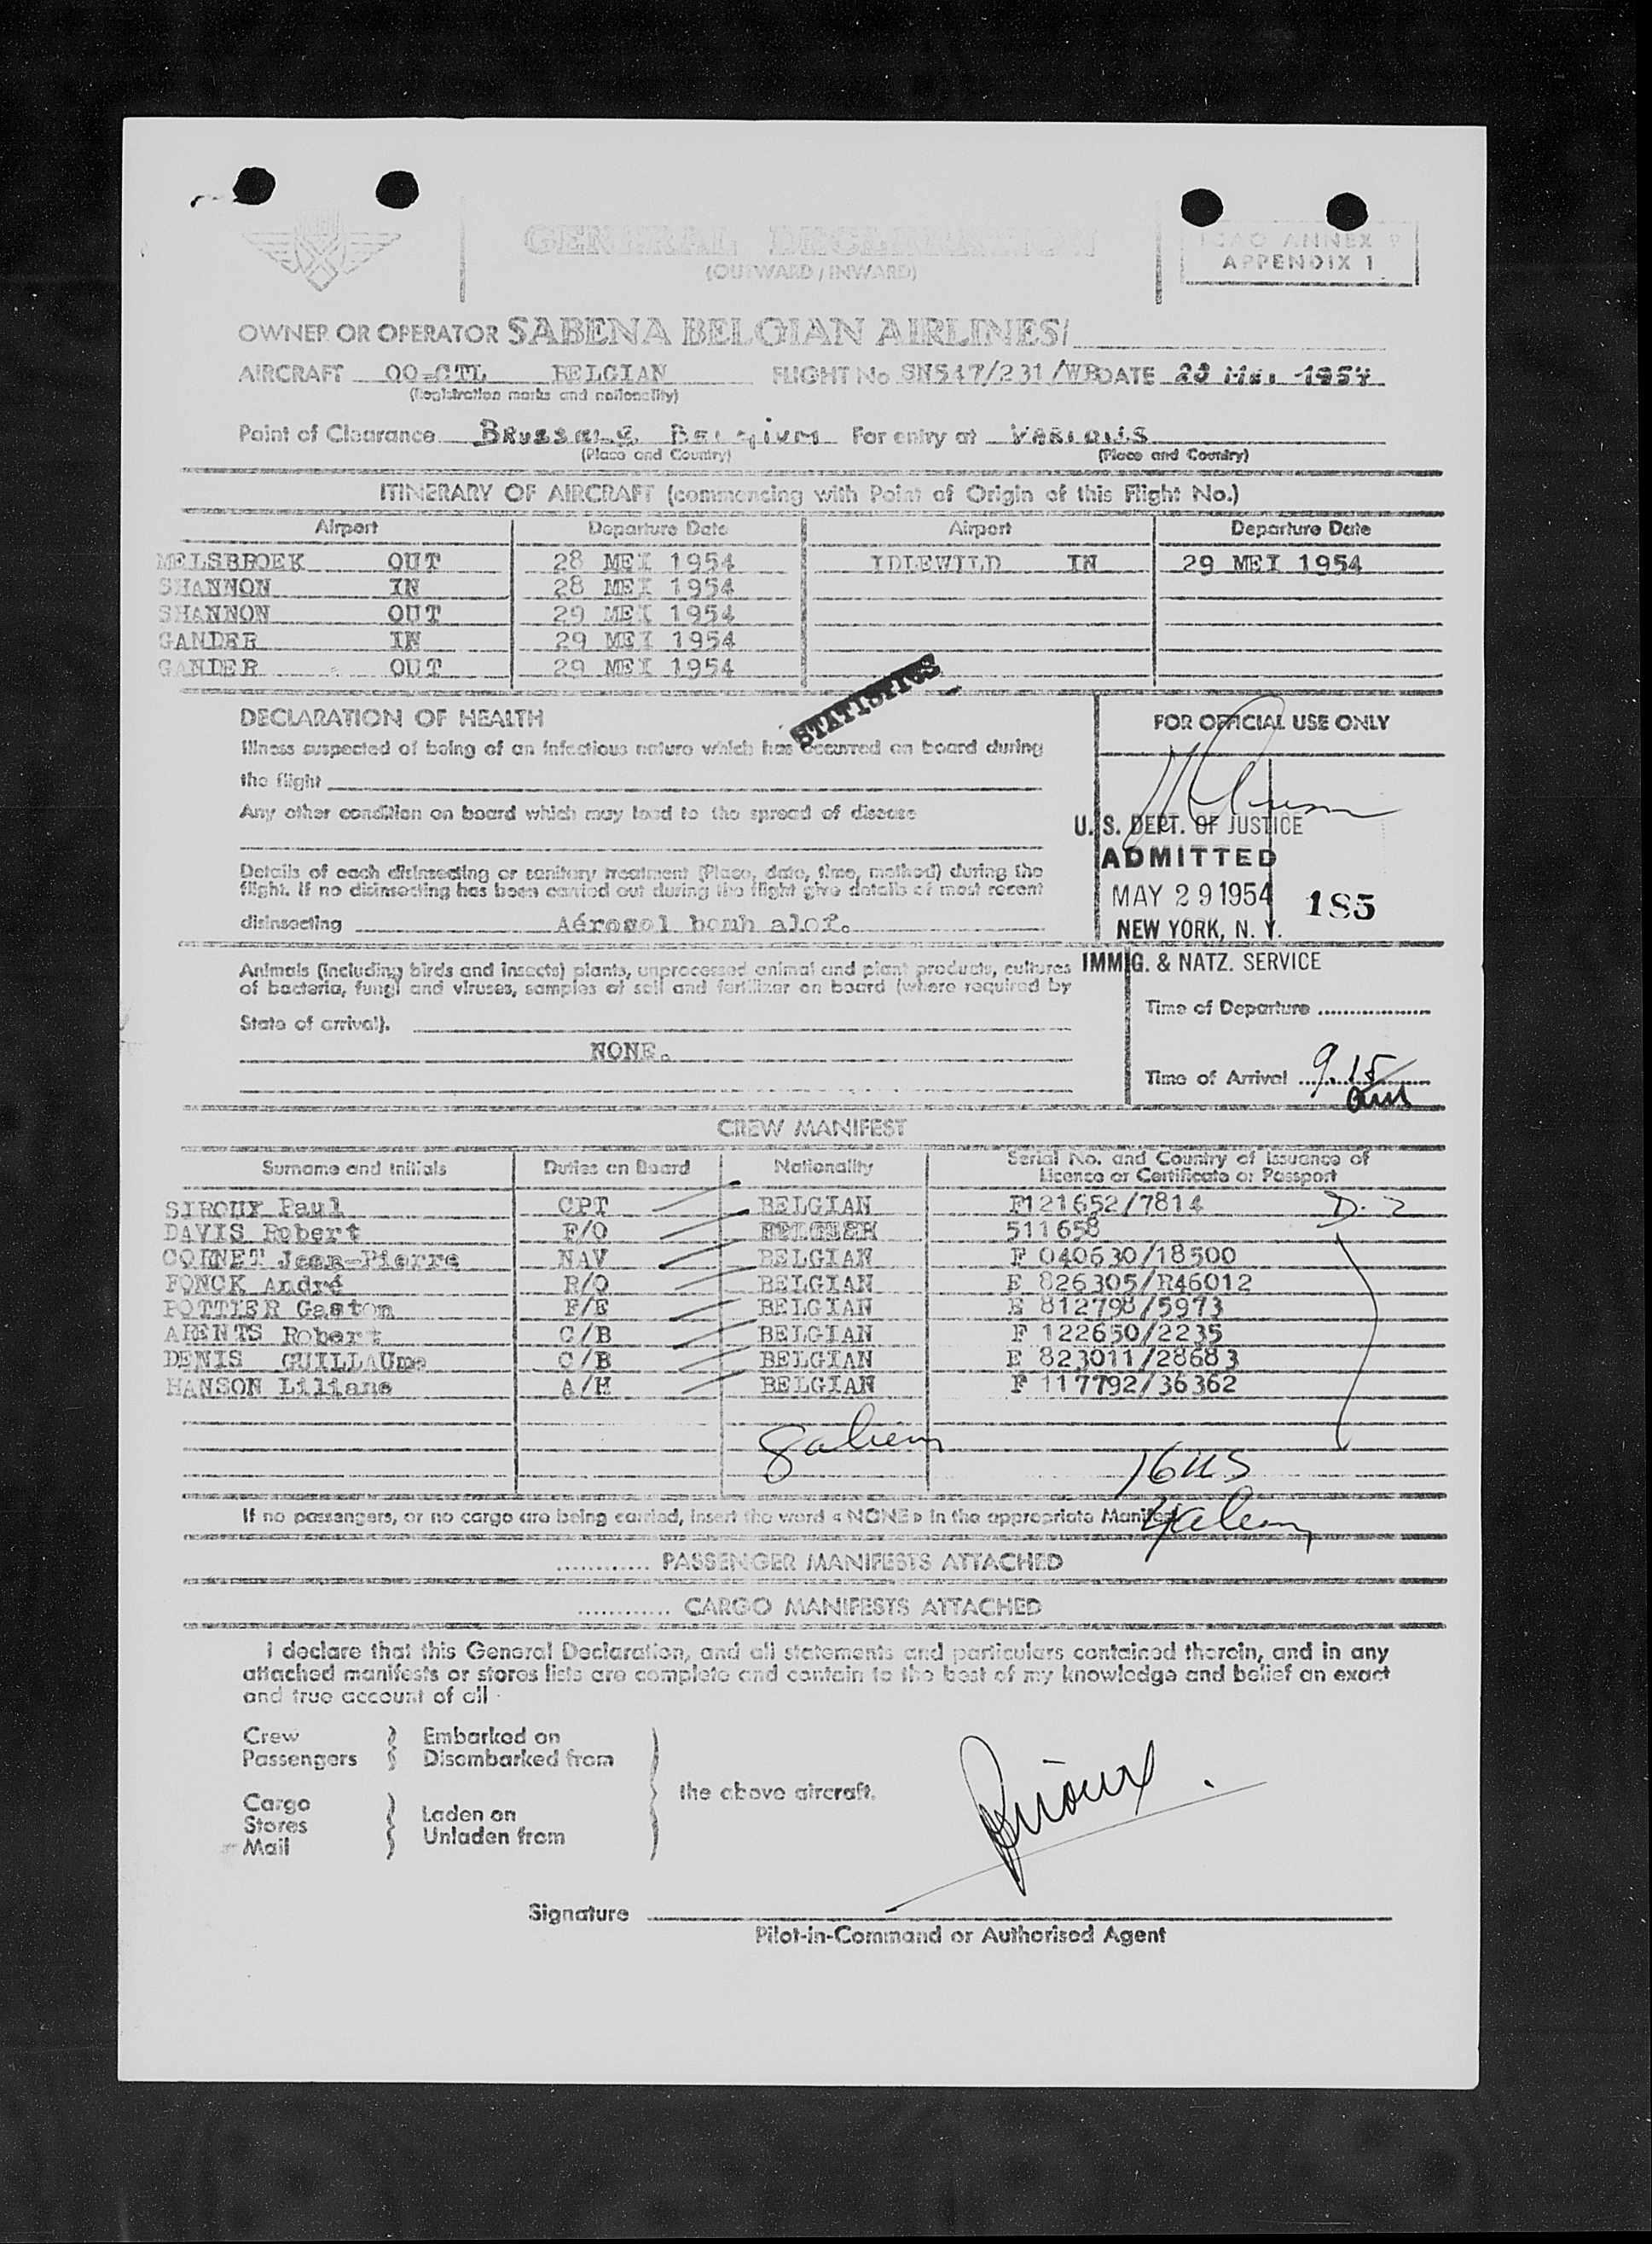 GENERAL DECLARATION
(OUTWARD / INWARD)
ICAO ANNEX 9
APPENDIX 1
OWNER OR OPERATOR SABENA BELGIAN AIRLINES/
AIRCRAFT OO-CTL BELGIAN FLIGHT No SN547/231/WB DATE 28 MEI 1954
(Registration marks and nationality)
Point of Clearance BRUSSELS BELGIUM For entry at VARIOUS
(Place and Country) (Place and Country)
ITINERARY OF AIRCRAFT (commencing with Point of Origin of this Flight No.)
Airport Departure Date Airport Departure Date
MELSBROEK OUT 28 MEI 1954 IDLEWILD IN 29 MEI 1954
SHANNON IN 28 MEI 1954
SHANNON OUT 29 MEI 1954
GANDER IN 29 MEI 1954
GANDER OUT 29 MEI 1954
STATISTICS
DECLARATION OF HEALTH
Illness suspected of being of an infectious nature which has occurred on board during
the flight
Any other condition on board which may lead to the spread of disease
Details of each disinsecting or sanitary treatment (Place, date, time, method) during the
flight. If no disinsecting has been carried out during the flight give details of most recent
disinsecting Aérosol bomb alof.
FOR OFFICIAL USE ONLY
U.S. DEPT. OF JUSTICE
ADMITTED
MAY 29 1954 185
NEW YORK, N. Y.
IMMIG. & NATZ. SERVICE
Animals (including birds and insects) plants, unprocessed animal and plant products, cultures
of bacteria, fungi and viruses, samples of soil and fertilizer on board (where required by
State of arrival).
NONE.
Time of Departure
Time of Arrival 9.15 am
CREW MANIFEST
Surname and Initials Duties on Board Nationality Serial No. and Country of Issuance of
Licence or Certificate or Passport
SIROUX Paul CPT BELGIAN F121652/7814 D-2
DAVIS Robert F/O 511658
CORNET Jean-Pierre NAV BELGIAN F 040630/18500
FONCK André R/O BELGIAN E 826305/R46012
POTTIER Gaston F/E BELGIAN E 812798/5973
ARENTS Robert C/B BELGIAN F 122650/2235
DENIS GUILLAUme C/B BELGIAN E 823011/28683
HANSON Liliane A/H BELGIAN F 117792/36362
If no passengers, or no cargo are being carried, insert the word « NONE » in the appropriate Manifest
............ PASSENGER MANIFESTS ATTACHED
............ CARGO MANIFESTS ATTACHED
I declare that this General Declaration, and all statements and particulars contained therein, and in any
attached manifests or stores lists are complete and contain to the best of my knowledge and belief an exact
and true account of all
Crew Embarked on
Passengers Disembarked from
the above aircraft.
Cargo
Stores Laden on
Mail Unladen from
Siroux
Signature
Pilot-in-Command or Authorised Agent